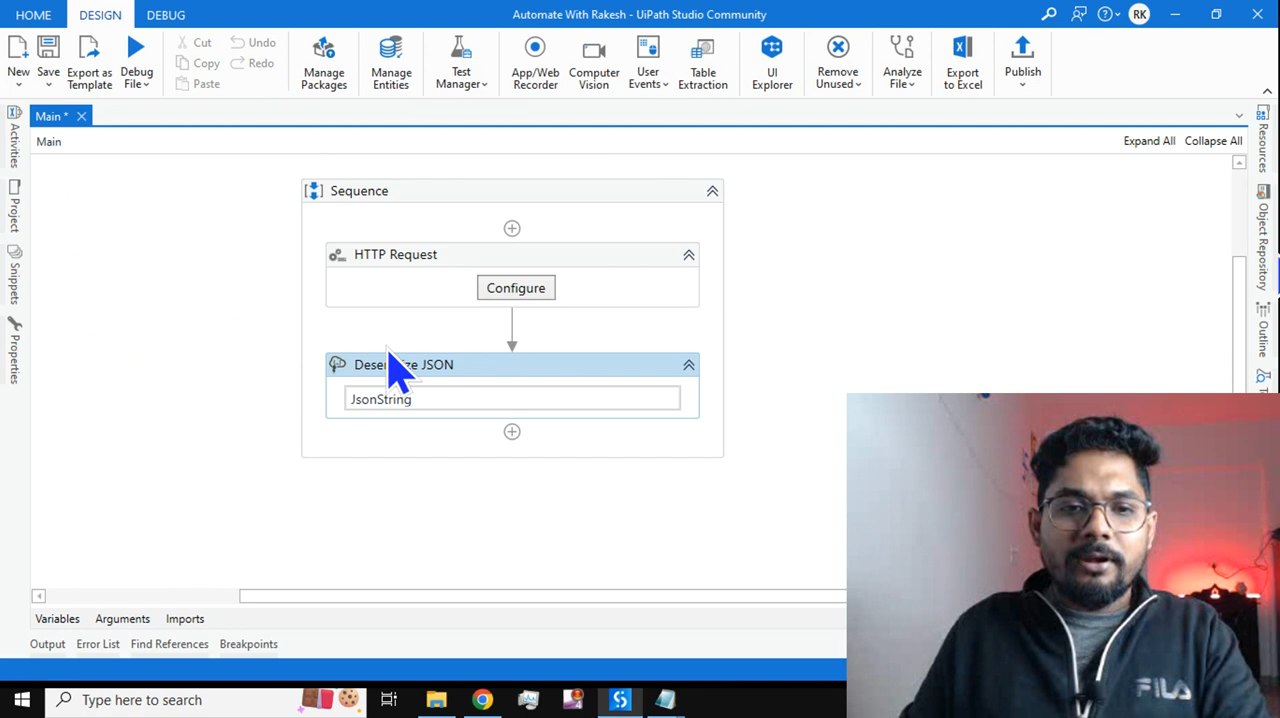 HOME DESIGN DEBUG Automate With Rakesh - UiPath Studio Community RK
New Save Export as Template Debug File Cut Copy Paste Undo Redo Manage Packages Manage Entities Test Manager App/Web Recorder Computer Vision User Events Table Extraction UI Explorer Remove Unused Analyze File Export to Excel Publish
Main *
Main Expand All Collapse All
Activities
Project
Snippets
Properties
Resources
Object Repository
Outline
Sequence
HTTP Request
Configure
JSON
JsonString
Variables Arguments Imports
Output Error List Find References Breakpoints
Type here to search
FILA